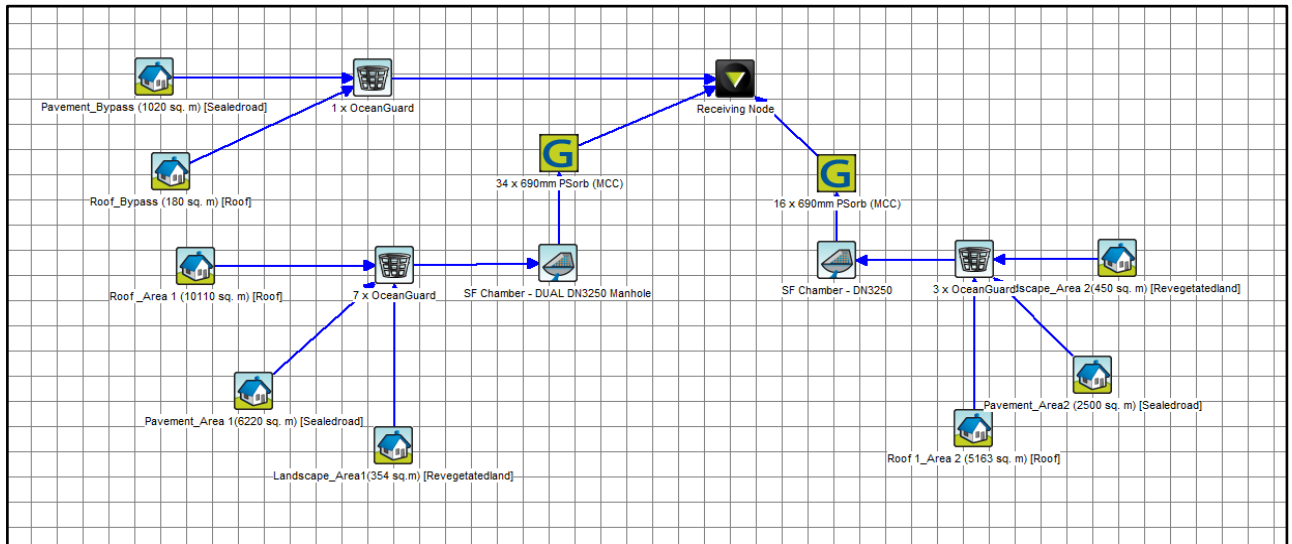 Pavement_Bypass (1020 sq. m) [Sealedroad]
1 x OceanGuard
Receiving Node
G
34 x 690mm PSorb (MCC)
G
16 x 690mm PSorb (MCC)
Roof_Bypass (180 sq. m) [Roof]
Roof _Area 1 (10110 sq. m) [Roof]
7 x OceanGuard
SF Chamber - DUAL DN3250 Manhole
SF Chamber - DN3250
3 x OceanGuard
dscape_Area 2(450 sq. m) [Revegetatedland]
Pavement_Area 1(6220 sq. m) [Sealedroad]
Pavement_Area2 (2500 sq. m) [Sealedroad]
Landscape_Area1(354 sq.m) [Revegetatedland]
Roof 1_Area 2 (5163 sq. m) [Roof]